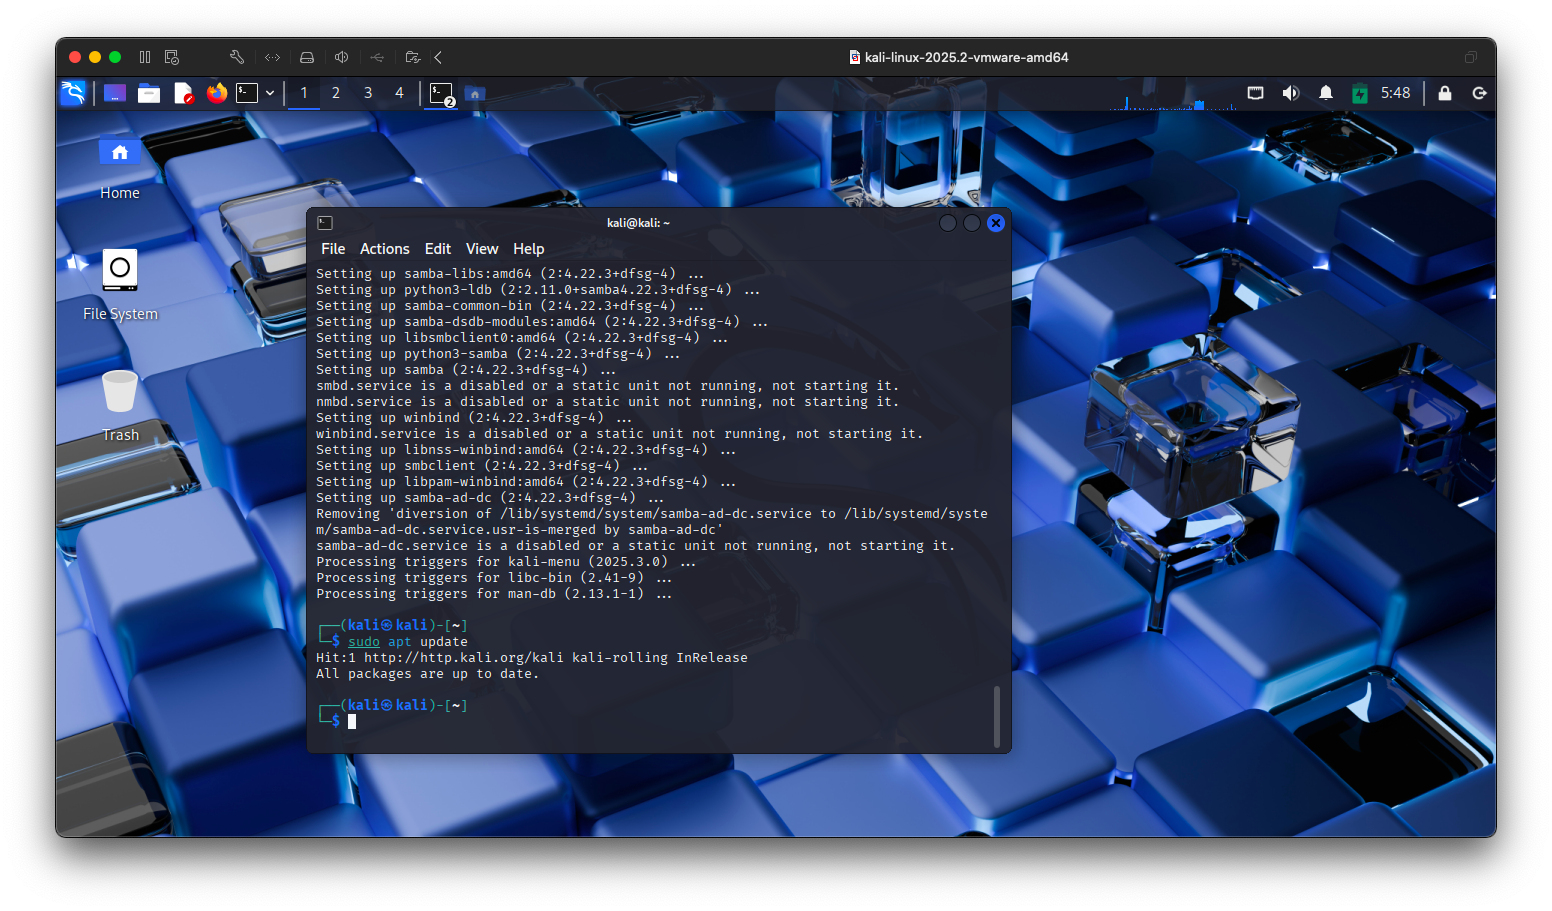 kali-linux-2025.2-vmware-amd64
1 2 3 4
2
5:48
Home
File System
Trash
kali@kali: ~
File Actions Edit View Help
Setting up samba-libs:amd64 (2:4.22.3+dfsg-4) ...
Setting up python3-ldb (2:2.11.0+samba4.22.3+dfsg-4) ...
Setting up samba-common-bin (2:4.22.3+dfsg-4) ...
Setting up samba-dsdb-modules:amd64 (2:4.22.3+dfsg-4) ...
Setting up libsmbclient0:amd64 (2:4.22.3+dfsg-4) ...
Setting up python3-samba (2:4.22.3+dfsg-4) ...
Setting up samba (2:4.22.3+dfsg-4) ...
smbd.service is a disabled or a static unit not running, not starting it.
nmbd.service is a disabled or a static unit not running, not starting it.
Setting up winbind (2:4.22.3+dfsg-4) ...
winbind.service is a disabled or a static unit not running, not starting it.
Setting up libnss-winbind:amd64 (2:4.22.3+dfsg-4) ...
Setting up smbclient (2:4.22.3+dfsg-4) ...
Setting up libpam-winbind:amd64 (2:4.22.3+dfsg-4) ...
Setting up samba-ad-dc (2:4.22.3+dfsg-4) ...
Removing 'diversion of /lib/systemd/system/samba-ad-dc.service to /lib/systemd/syste
m/samba-ad-dc.service.usr-is-merged by samba-ad-dc'
samba-ad-dc.service is a disabled or a static unit not running, not starting it.
Processing triggers for kali-menu (2025.3.0) ...
Processing triggers for libc-bin (2.41-9) ...
Processing triggers for man-db (2.13.1-1) ...
┌──(kali㉿kali)-[~]
└─$ sudo apt update
Hit:1 http://http.kali.org/kali kali-rolling InRelease
All packages are up to date.
┌──(kali㉿kali)-[~]
└─$